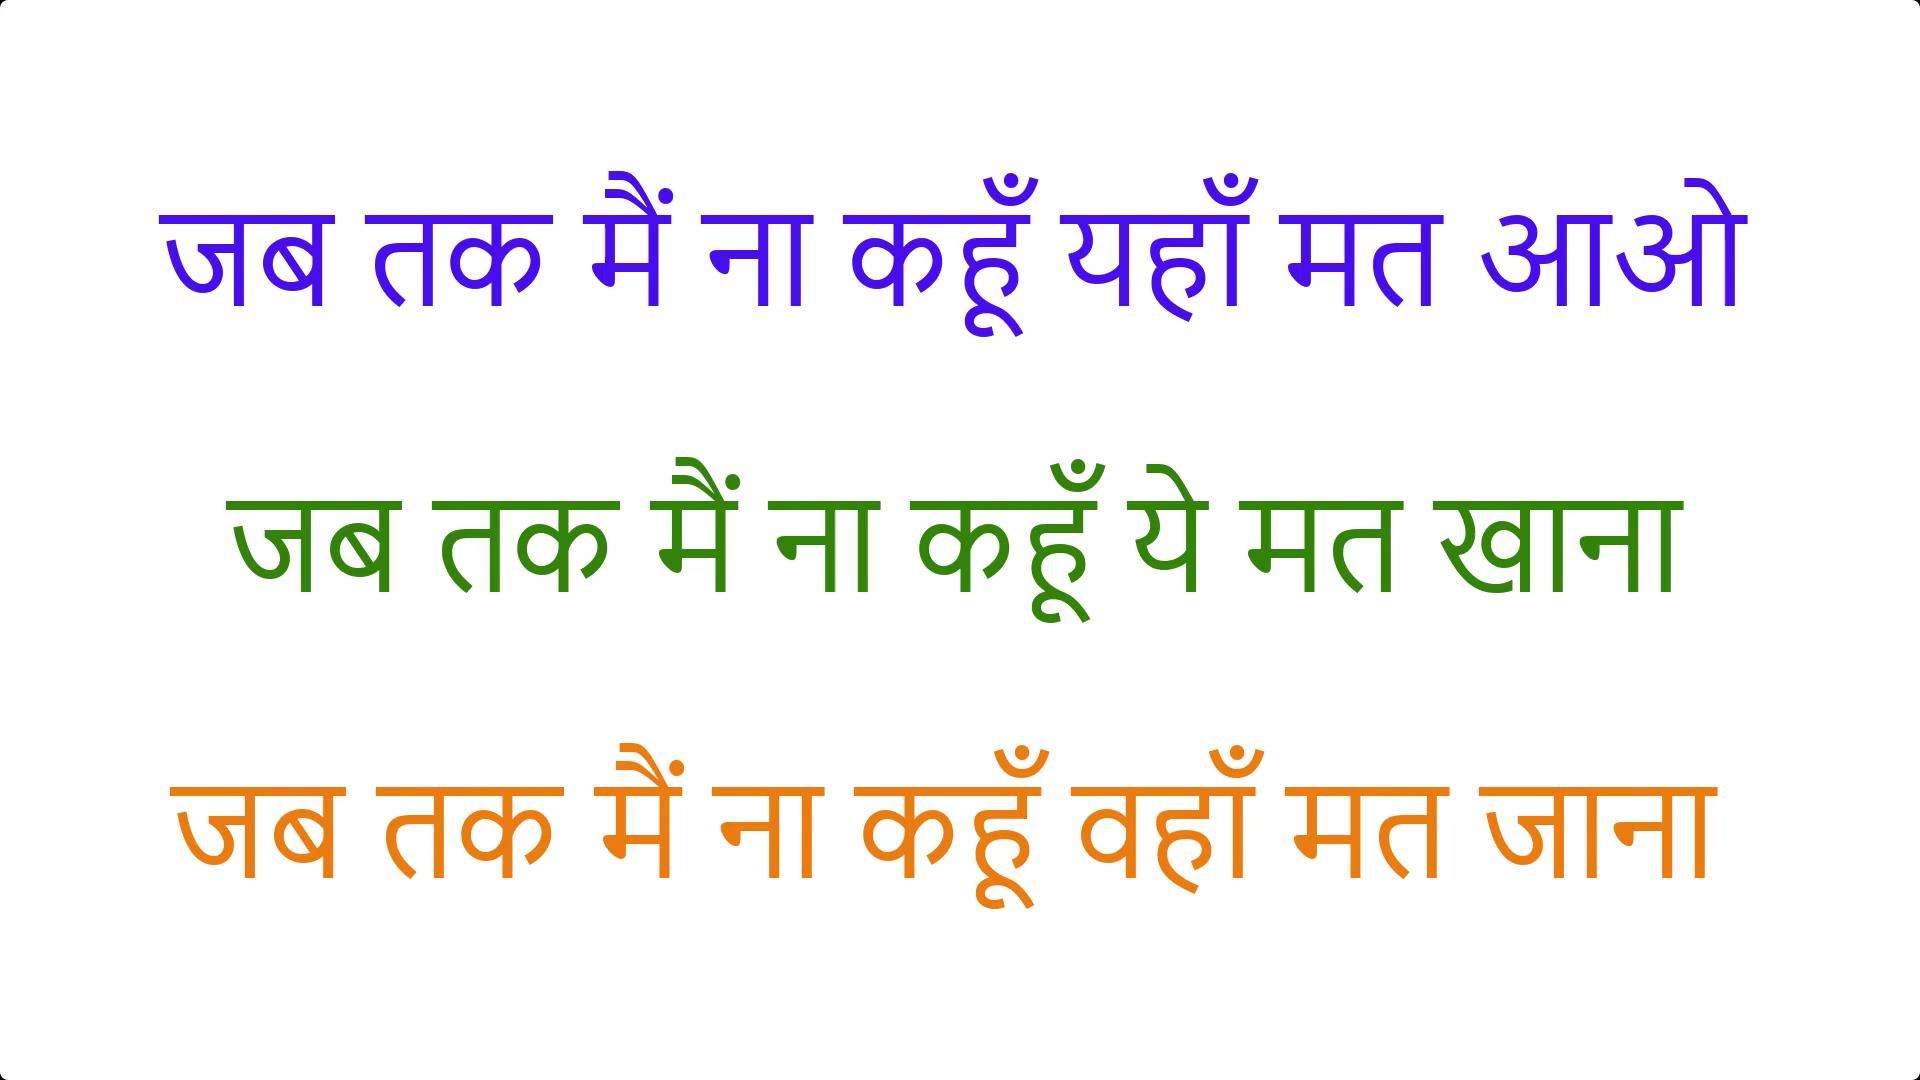 जब तक मैं ना कहूँ यहाँ मत आओ
जब तक मैं ना कहूँ ये मत खाना
जब तक मैं ना कहूँ वहाँ मत जाना